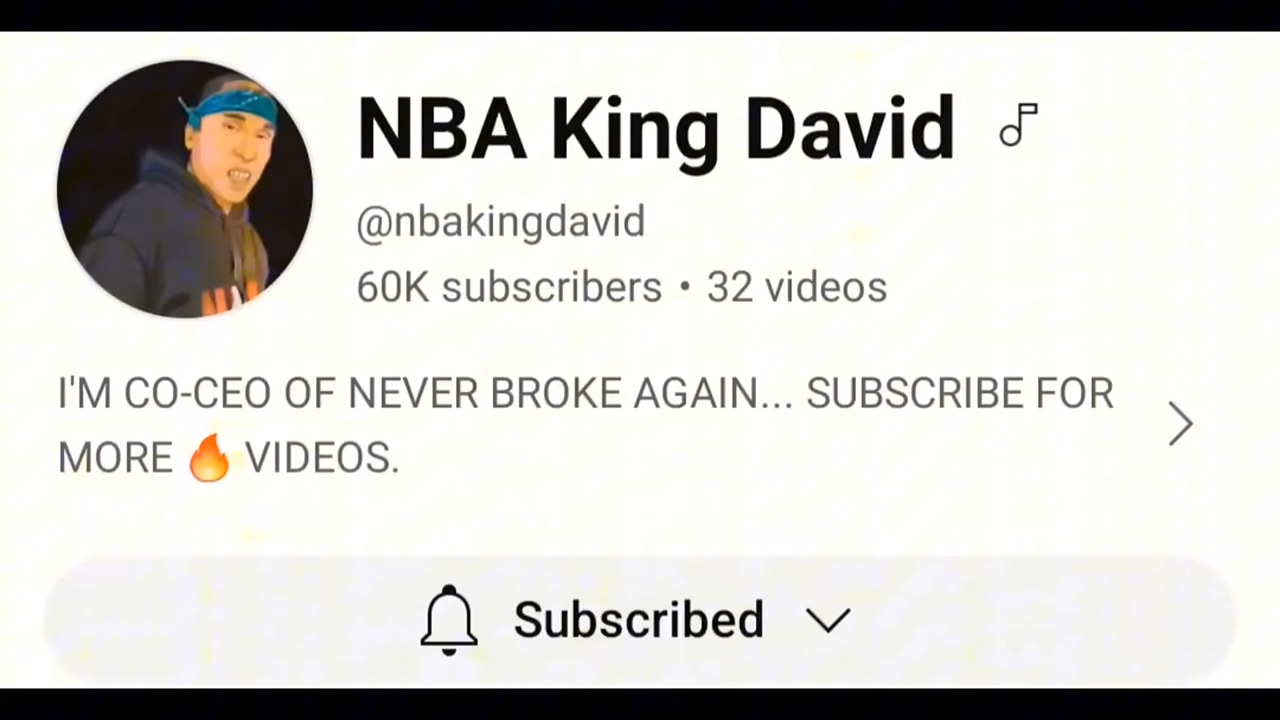 NBA King David
@nbakingdavid
60K subscribers • 32 videos
I'M CO-CEO OF NEVER BROKE AGAIN... SUBSCRIBE FOR
MORE 🔥 VIDEOS.
Subscribed